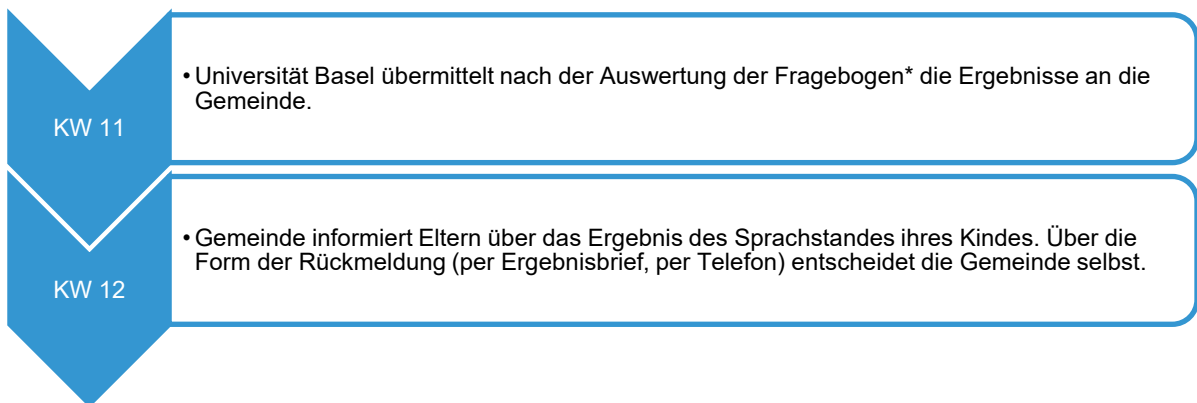 KW 11
• Universität Basel übermittelt nach der Auswertung der Fragebogen* die Ergebnisse an die
Gemeinde.
KW 12
• Gemeinde informiert Eltern über das Ergebnis des Sprachstandes ihres Kindes. Über die
Form der Rückmeldung (per Ergebnisbrief, per Telefon) entscheidet die Gemeinde selbst.